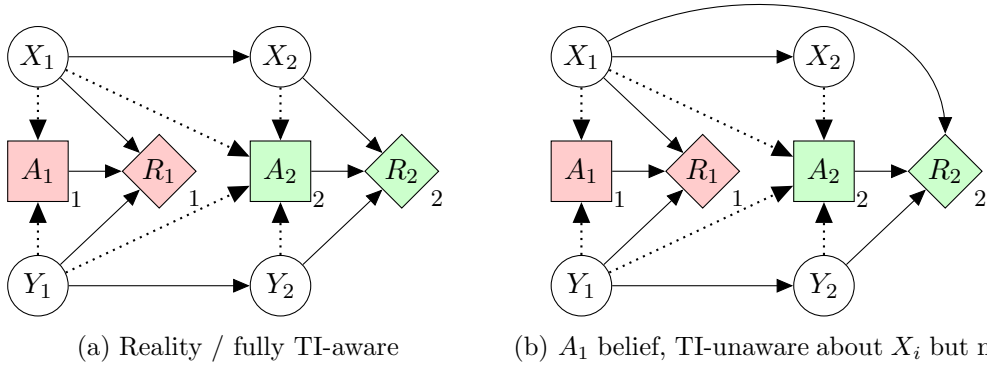 X1 X2 X1 X2
A1 1 R1 1 A2 2 R2 2 A1 1 R1 1 A2 2 R2 2
Y1 Y2 Y1 Y2
(a) Reality / fully TI-aware (b) A1 belief, TI-unaware about Xi but